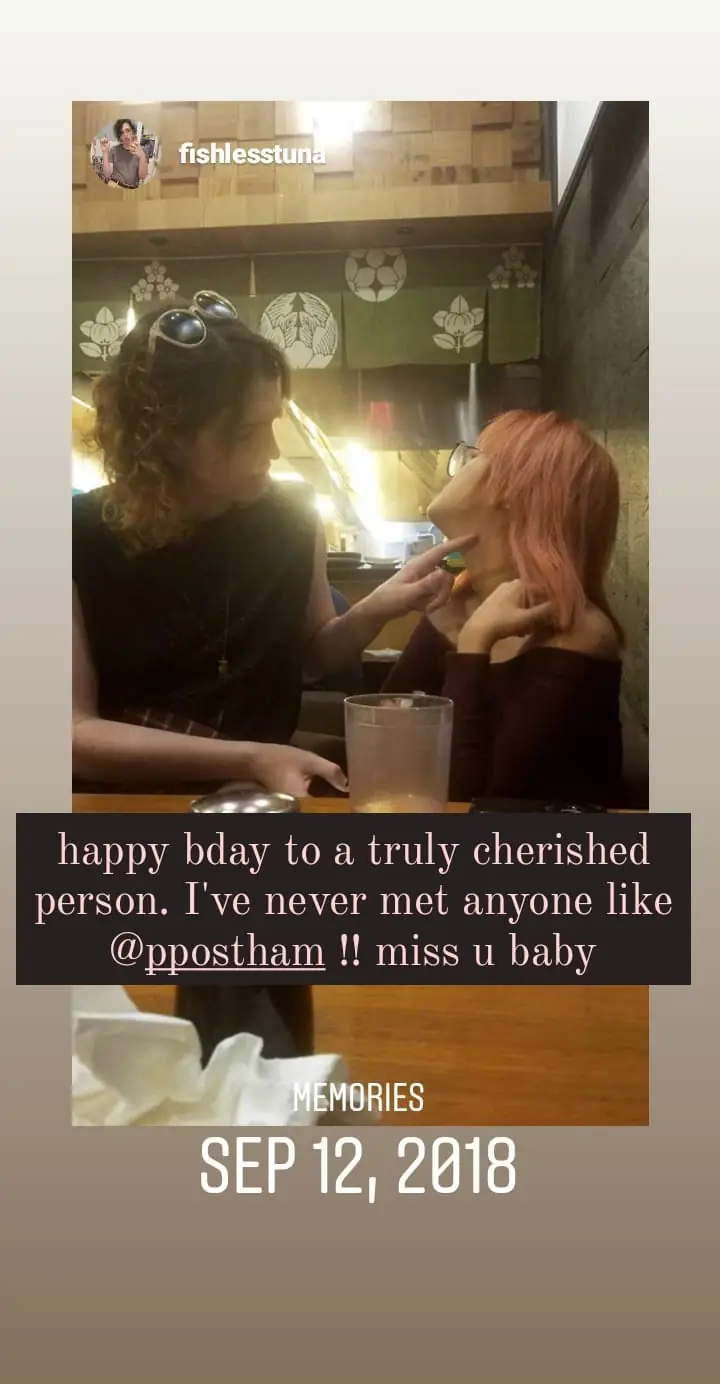 fishlesstuna
happy bday to a truly cherished
person. I've never met anyone like
@ppostham !! miss u baby
MEMORIES
SEP 12, 2018